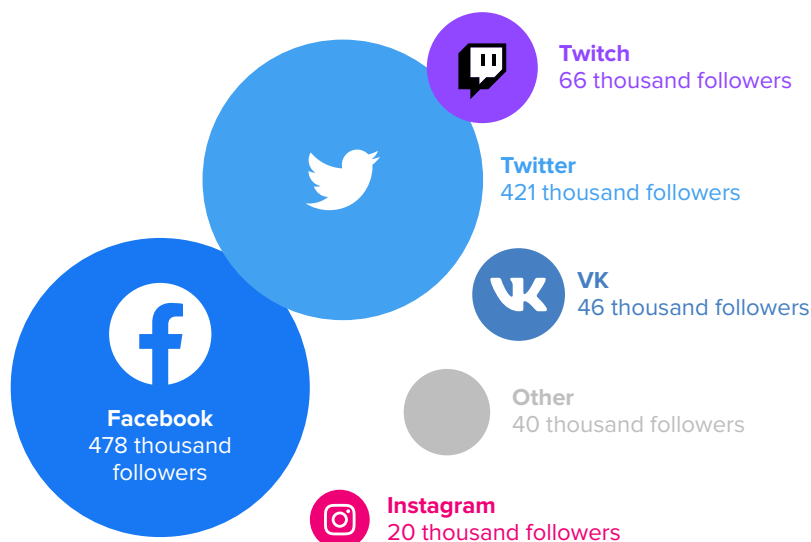 Twitch
66 thousand followers
Twitter
421 thousand followers
VK
46 thousand followers
Facebook
478 thousand
followers
Other
40 thousand followers
Instagram
20 thousand followers